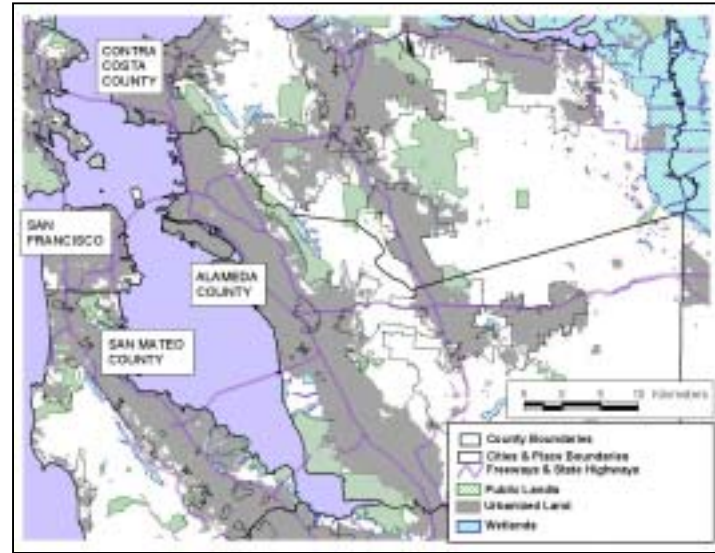 CONTRA
COSTA
COUNTY
SAN
FRANCISCO
ALAMEDA
COUNTY
SAN MATEO
COUNTY
Kilometers
County Boundaries
Cities & Place Boundaries
Freeways & State Highways
Public Lands
Urbanized Land
Wetlands